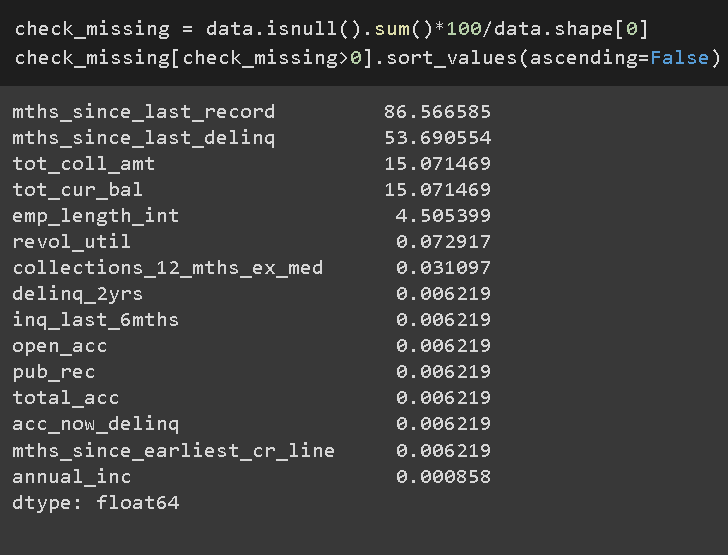 check_missing = data.isnull().sum()*100/data.shape[0]
check_missing[check_missing>0].sort_values(ascending=False)
mths_since_last_record 86.566585
mths_since_last_delinq 53.690554
tot_coll_amt 15.071469
tot_cur_bal 15.071469
emp_length_int 4.505399
revol_util 0.072917
collections_12_mths_ex_med 0.031097
delinq_2yrs 0.006219
inq_last_6mths 0.006219
open_acc 0.006219
pub_rec 0.006219
total_acc 0.006219
acc_now_delinq 0.006219
mths_since_earliest_cr_line 0.006219
annual_inc 0.000858
dtype: float64